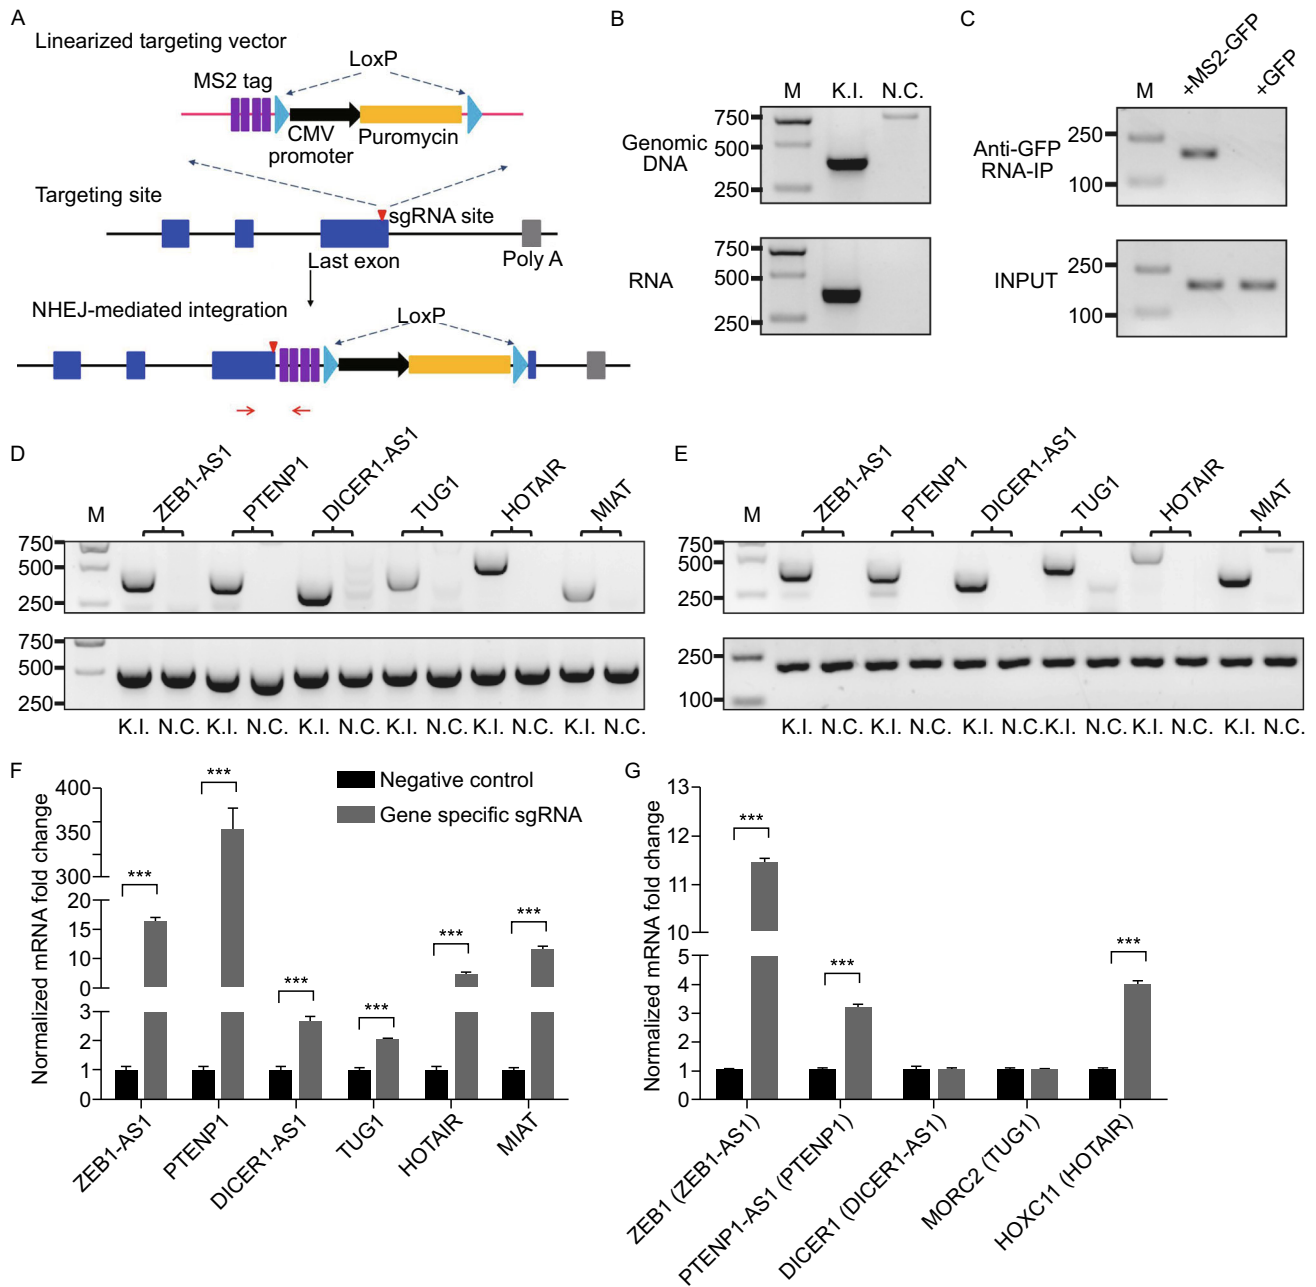 A
Linearized targeting vector
LoxP
MS2 tag
CMV
promoter
Puromycin
Targeting site
sgRNA site
Last exon
Poly A
NHEJ-mediated integration
LoxP
B
M K.I. N.C.
Genomic
DNA
750
500
250
RNA
750
500
250
C
M +MS2-GFP +GFP
Anti-GFP
RNA-IP
250
100
INPUT
250
100
D
M ZEB1-AS1 PTENP1 DICER1-AS1 TUG1 HOTAIR MIAT
750
500
250
750
500
250
K.I. N.C. K.I. N.C. K.I. N.C. K.I. N.C. K.I. N.C. K.I. N.C.
E
M ZEB1-AS1 PTENP1 DICER1-AS1 TUG1 HOTAIR MIAT
750
500
250
250
100
K.I. N.C. K.I. N.C. K.I. N.C. K.I. N.C. K.I. N.C. K.I. N.C.
F
Normalized mRNA fold change
400
350
300
20
15
10
5
0
3
2
1
0
*** *** *** *** *** ***
Negative control
Gene specific sgRNA
ZEB1-AS1
PTENP1
DICER1-AS1
TUG1
HOTAIR
MIAT
G
Normalized mRNA fold change
13
12
11
10
5
4
3
2
1
0
*** *** ***
ZEB1 (ZEB1-AS1)
PTENP1-AS1 (PTENP1)
DICER1 (DICER1-AS1)
MORC2 (TUG1)
HOXC11 (HOTAIR)